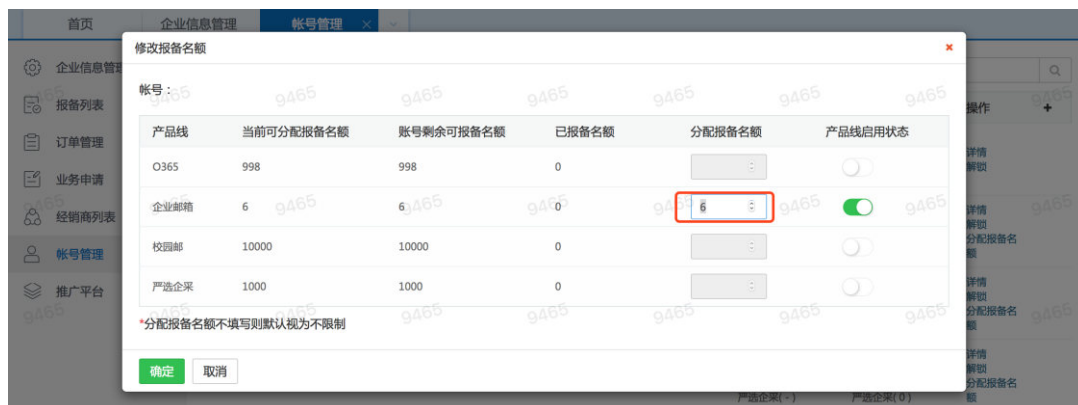 首页 企业信息管理 帐号管理 ×
修改报备名额 ×
企业信息管理
帐号：
报备列表
操作 +
产品线 当前可分配报备名额 账号剩余可报备名额 已报备名额 分配报备名额 产品线启用状态
订单管理
详情
O365 998 998 0
解锁
业务申请
企业邮箱 6 6 0 6
经销商列表
详情
解锁
分配报备名额
校园邮 10000 10000 0
帐号管理
严选企采 1000 1000 0
推广平台
详情
解锁
分配报备名额
*分配报备名额不填写则默认视为不限制
确定 取消
详情
解锁
分配报备名额
严选企采( - ) 严选企采( 0 )
9465